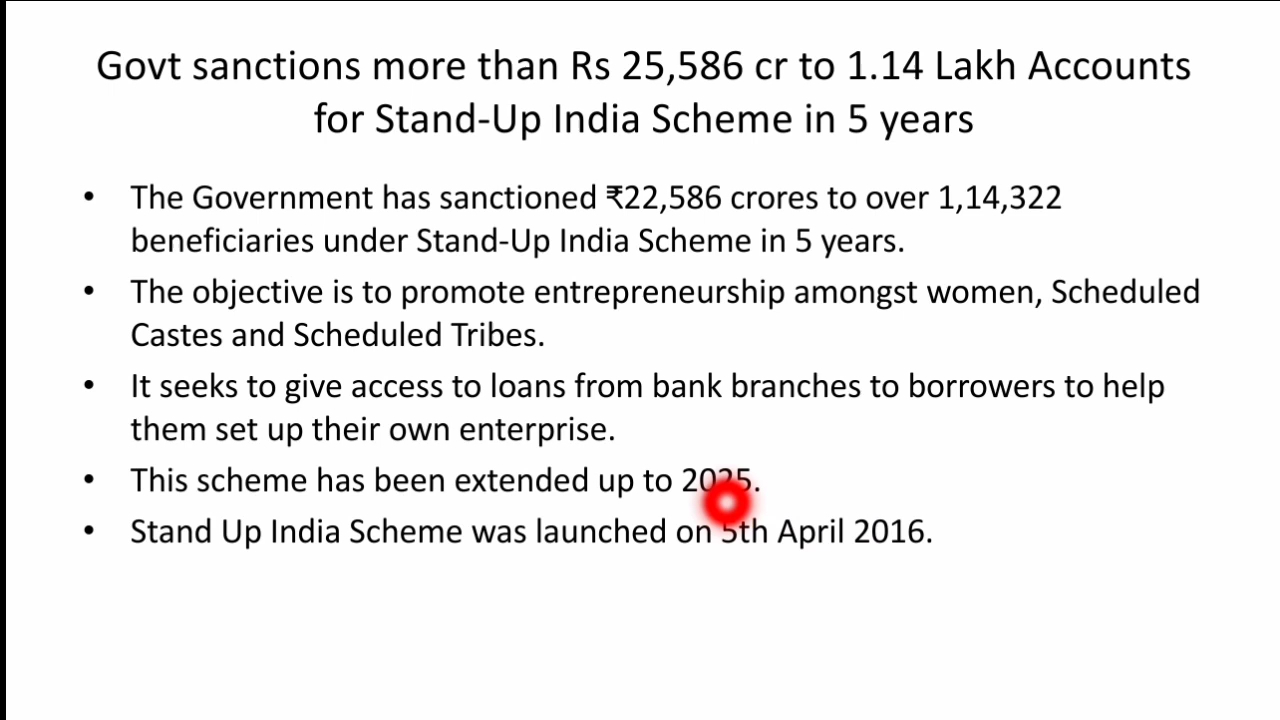 Govt sanctions more than Rs 25,586 cr to 1.14 Lakh Accounts
for Stand-Up India Scheme in 5 years
• The Government has sanctioned ₹22,586 crores to over 1,14,322
beneficiaries under Stand-Up India Scheme in 5 years.
• The objective is to promote entrepreneurship amongst women, Scheduled
Castes and Scheduled Tribes.
• It seeks to give access to loans from bank branches to borrowers to help
them set up their own enterprise.
• This scheme has been extended up to 2025.
• Stand Up India Scheme was launched on 5th April 2016.